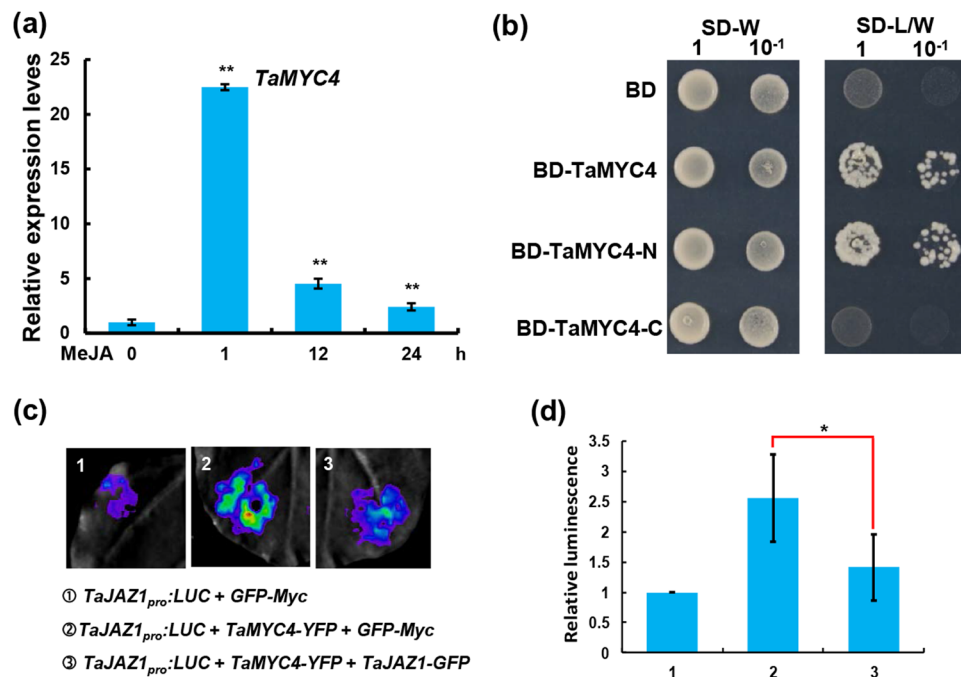 (a)
Relative expression leves
25
20
15
10
5
0
**
TaMYC4
**
**
MeJA 0 1 12 24 h
(b)
SD-W SD-L/W
1 10⁻¹ 1 10⁻¹
BD
BD-TaMYC4
BD-TaMYC4-N
BD-TaMYC4-C
(c)
1 2 3
① TaJAZ1pro:LUC + GFP-Myc
②TaJAZ1pro:LUC + TaMYC4-YFP + GFP-Myc
③ TaJAZ1pro:LUC + TaMYC4-YFP + TaJAZ1-GFP
(d)
Relative luminescence
3.5
3
2.5
2
1.5
1
0.5
0
*
1 2 3